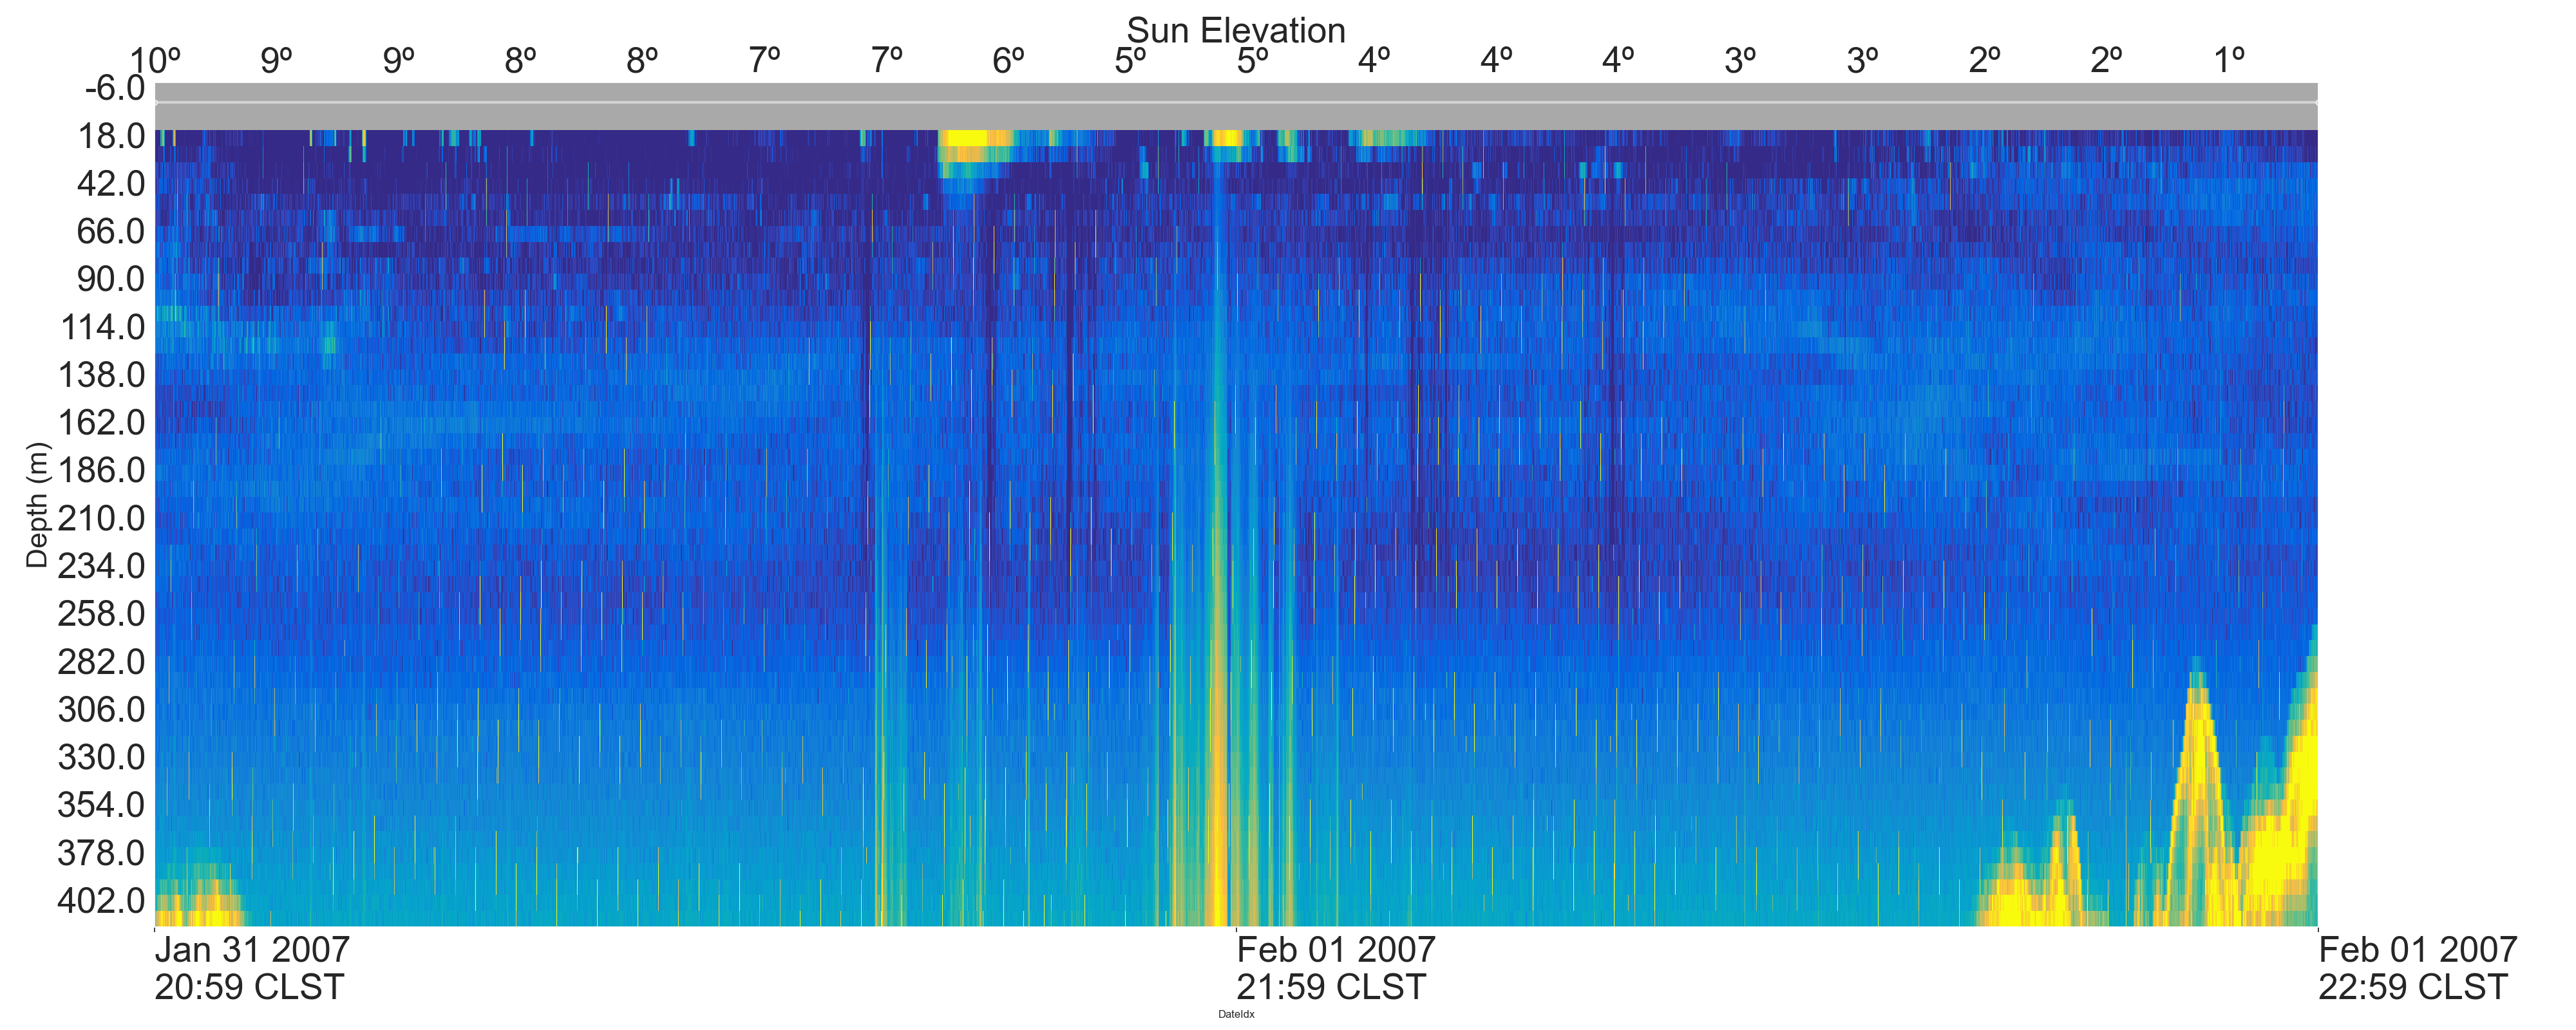 Sun Elevation
10º 9º 9º 8º 8º 7º 7º 6º 5º 5º 4º 4º 4º 3º 3º 2º 2º 1º
-6.0
18.0
42.0
66.0
90.0
114.0
138.0
162.0
186.0
210.0
234.0
258.0
282.0
306.0
330.0
354.0
378.0
402.0
Depth (m)
Jan 31 2007
20:59 CLST
Feb 01 2007
21:59 CLST
Feb 01 2007
22:59 CLST
DateIdx